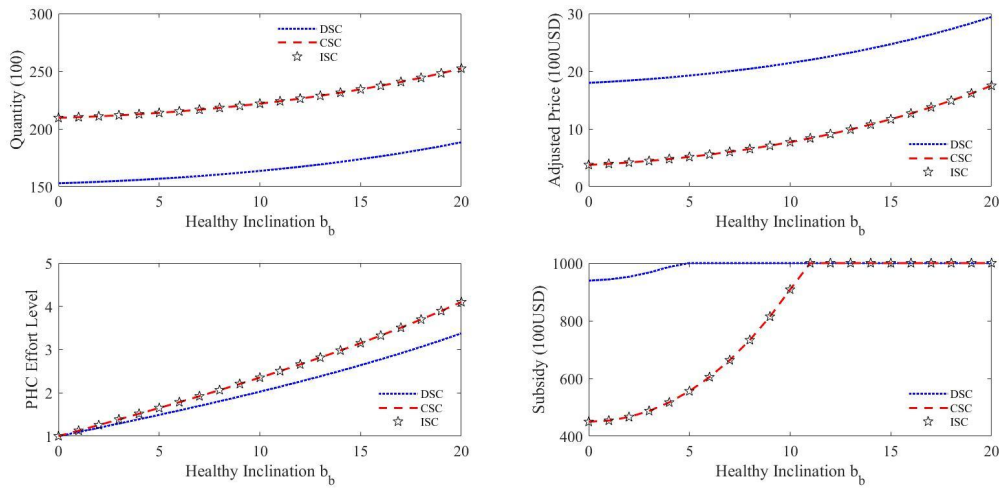 300
250
200
150
Quantity (100)
0 5 10 15 20
Healthy Inclination b_b
DSC
CSC
ISC
30
20
10
0
Adjusted Price (100USD)
0 5 10 15 20
Healthy Inclination b_b
DSC
CSC
ISC
5
4
3
2
1
PHC Effort Level
0 5 10 15 20
Healthy Inclination b_b
DSC
CSC
ISC
1000
800
600
400
Subsidy (100USD)
0 5 10 15 20
Healthy Inclination b_b
DSC
CSC
ISC